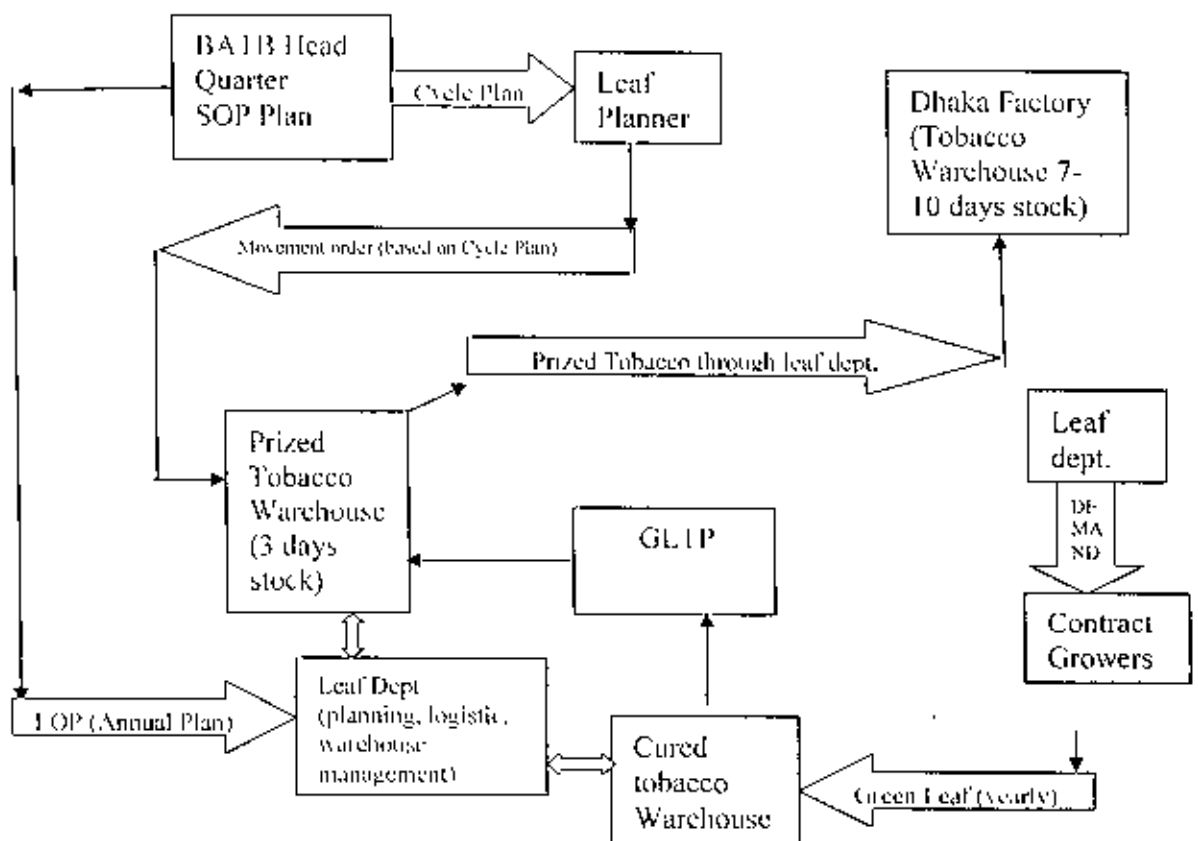 BATB Head
Quarter
SOP Plan
Cycle Plan
Leaf
Planner
Dhaka Factory
(Tobacco
Warehouse 7-
10 days stock)
Movement order (based on Cycle Plan)
Prized Tobacco through leaf dept.
Prized
Tobacco
Warehouse
(3 days
stock)
GLTP
Leaf
dept.
DE-
MA
ND
Contract
Growers
Leaf Dept
(planning, logistic,
warehouse
management)
(Annual Plan)
Cured
tobacco
Warehouse
Green Leaf (yearly)